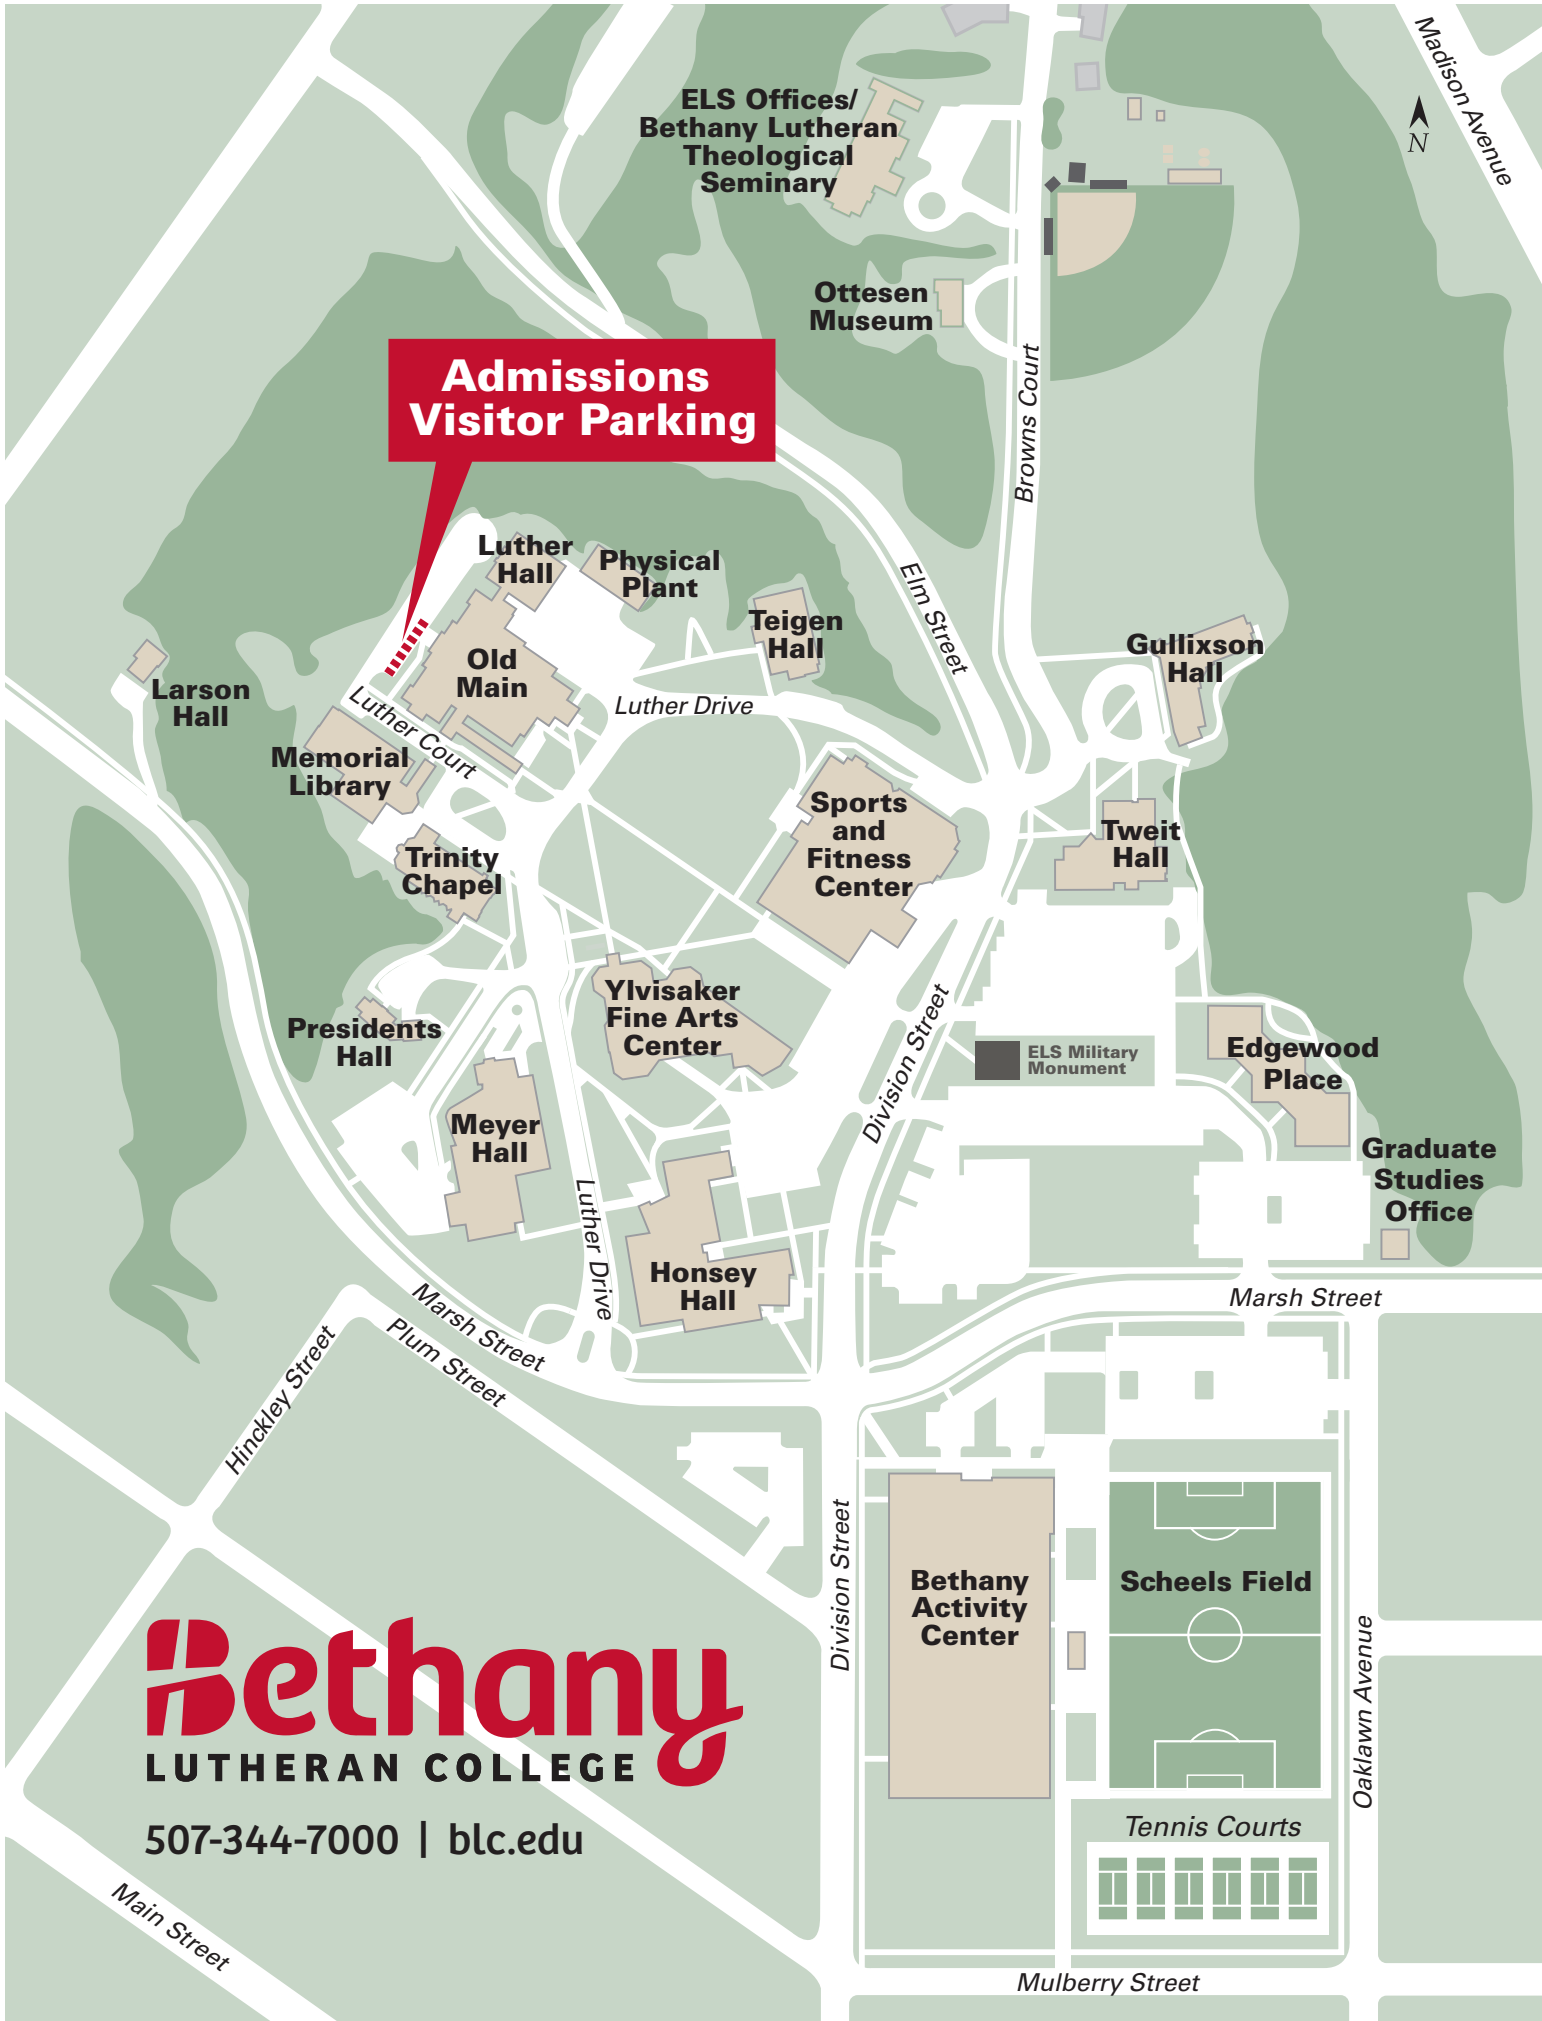 Madison Avenue
ELS Offices/
Bethany Lutheran
Theological
Seminary
N
Ottesen
Museum
Admissions
Visitor Parking
Browns Court
Luther
Hall
Physical
Plant
Teigen
Hall
Elm Street
Gullixson
Hall
Old
Main
Larson
Hall
Luther Court
Luther Drive
Memorial
Library
Sports
and
Fitness
Center
Tweit
Hall
Trinity
Chapel
Ylvisaker
Fine Arts
Center
Presidents
Hall
Division Street
ELS Military
Monument
Edgewood
Place
Meyer
Hall
Graduate
Studies
Office
Luther Drive
Honsey
Hall
Marsh Street
Marsh Street
Plum Street
Hinckley Street
Division Street
Bethany
Activity
Center
Scheels Field
Oaklawn Avenue
Bethany
LUTHERAN COLLEGE
507-344-7000 | blc.edu
Tennis Courts
Main Street
Mulberry Street